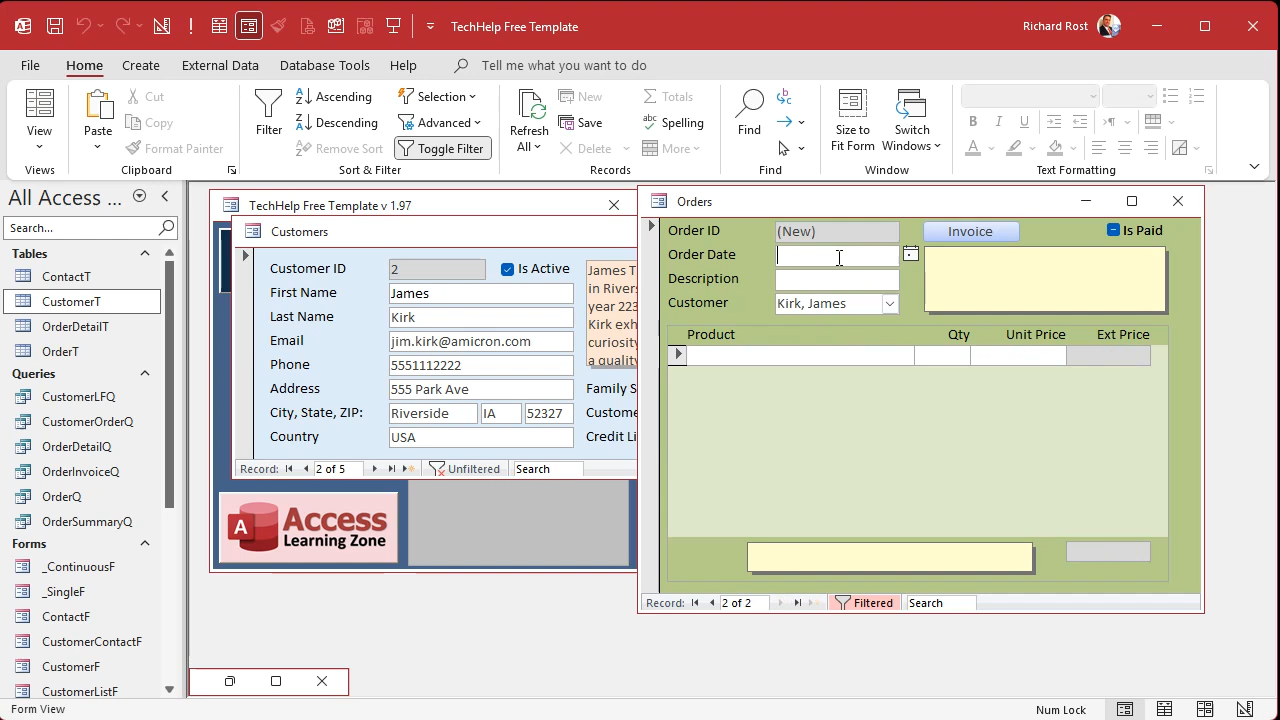 TechHelp Free Template
Richard Rost
File Home Create External Data Database Tools Help Tell me what you want to do
View
Views
Paste
Cut
Copy
Format Painter
Clipboard
Filter
Ascending
Descending
Remove Sort
Selection
Advanced
Toggle Filter
Sort & Filter
Refresh
All
New
Save
Delete
Totals
abc Spelling
More
Records
Find
Find
Size to
Fit Form
Switch
Windows
Window
B I U
A
Text Formatting
All Access ...
Search...
Tables
ContactT
CustomerT
OrderDetailT
OrderT
Queries
CustomerLFQ
CustomerOrderQ
OrderDetailQ
OrderInvoiceQ
OrderQ
OrderSummaryQ
Forms
_ContinuousF
_SingleF
ContactF
CustomerContactF
CustomerF
CustomerListF
TechHelp Free Template v 1.97
Customers
Customer ID 2 Is Active
First Name James
Last Name Kirk
Email jim.kirk@amicron.com
Phone 5551112222
Address 555 Park Ave
City, State, ZIP: Riverside IA 52327
Country USA
James T
in Rivers
year 223
Kirk exh
curiosity
a qualit
Family S
Custome
Credit Li
Record: 2 of 5 Unfiltered Search
A Access
Learning Zone
Orders
Order ID (New) Invoice Is Paid
Order Date
Description
Customer Kirk, James
Product Qty Unit Price Ext Price
Record: 2 of 2 Filtered Search
Form View
Num Lock